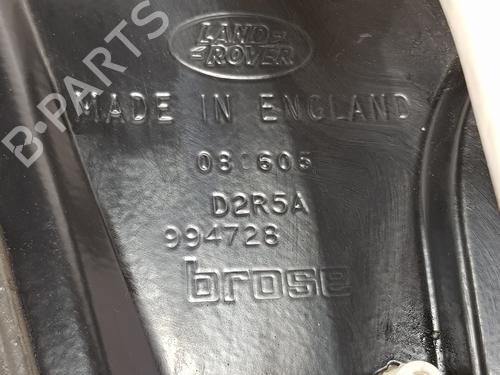 LAND-
-ROVER
MADE IN ENGLAND
D2R5A
994728
brose
B-PARTS